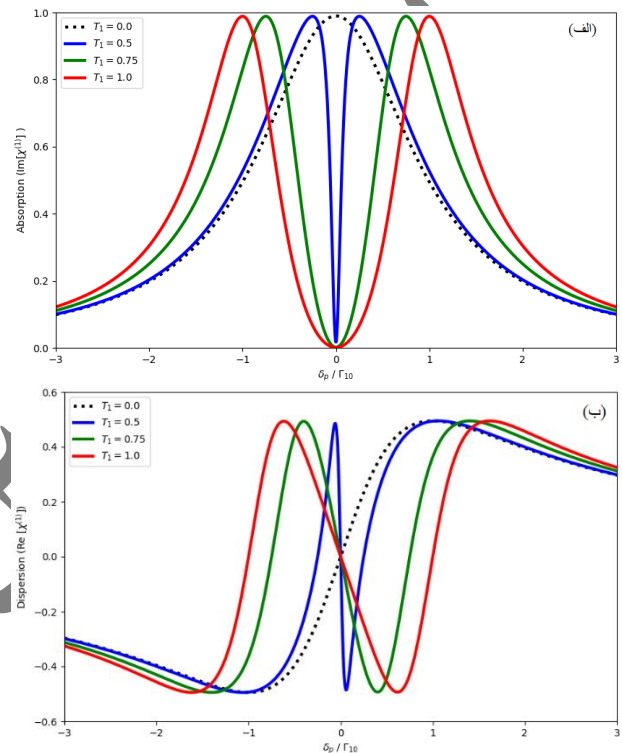 (الف)
T₁ = 0.0
T₁ = 0.5
T₁ = 0.75
T₁ = 1.0
1.0
0.8
0.6
0.4
0.2
0.0
Absorption (Im[χ⁽¹⁾] )
−3 −2 −1 0 1 2 3
δₚ / Γ₁₀
(ب)
T₁ = 0.0
T₁ = 0.5
T₁ = 0.75
T₁ = 1.0
0.6
0.4
0.2
0.0
−0.2
−0.4
−0.6
Dispersion (Re [χ⁽¹⁾])
−3 −2 −1 0 1 2 3
δₚ / Γ₁₀